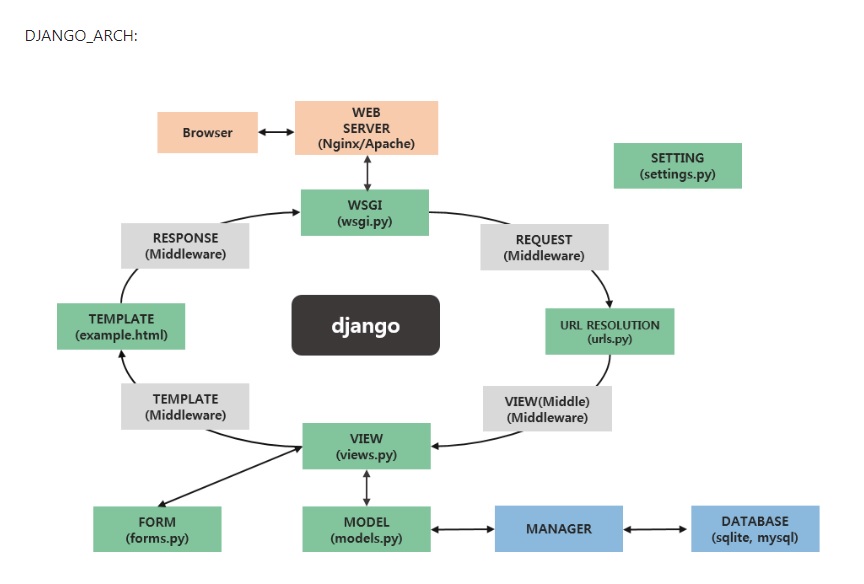 DJANGO_ARCH:
Browser
WEB
SERVER
(Nginx/Apache)
SETTING
(settings.py)
WSGI
(wsgi.py)
RESPONSE
(Middleware)
REQUEST
(Middleware)
TEMPLATE
(example.html)
django
URL RESOLUTION
(urls.py)
TEMPLATE
(Middleware)
VIEW(Middle)
(Middleware)
VIEW
(views.py)
FORM
(forms.py)
MODEL
(models.py)
MANAGER
DATABASE
(sqlite, mysql)